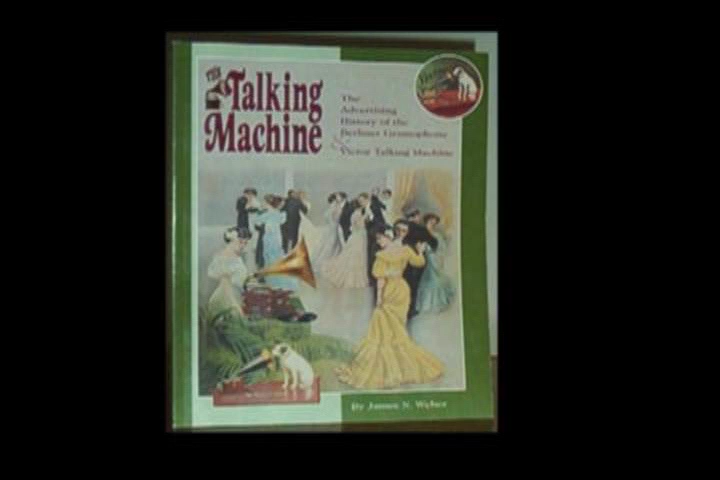 THE
Talking
Machine
The
Advertising
History of the
Berliner Gramophone
&
Victor Talking Machine
By James N. Weber